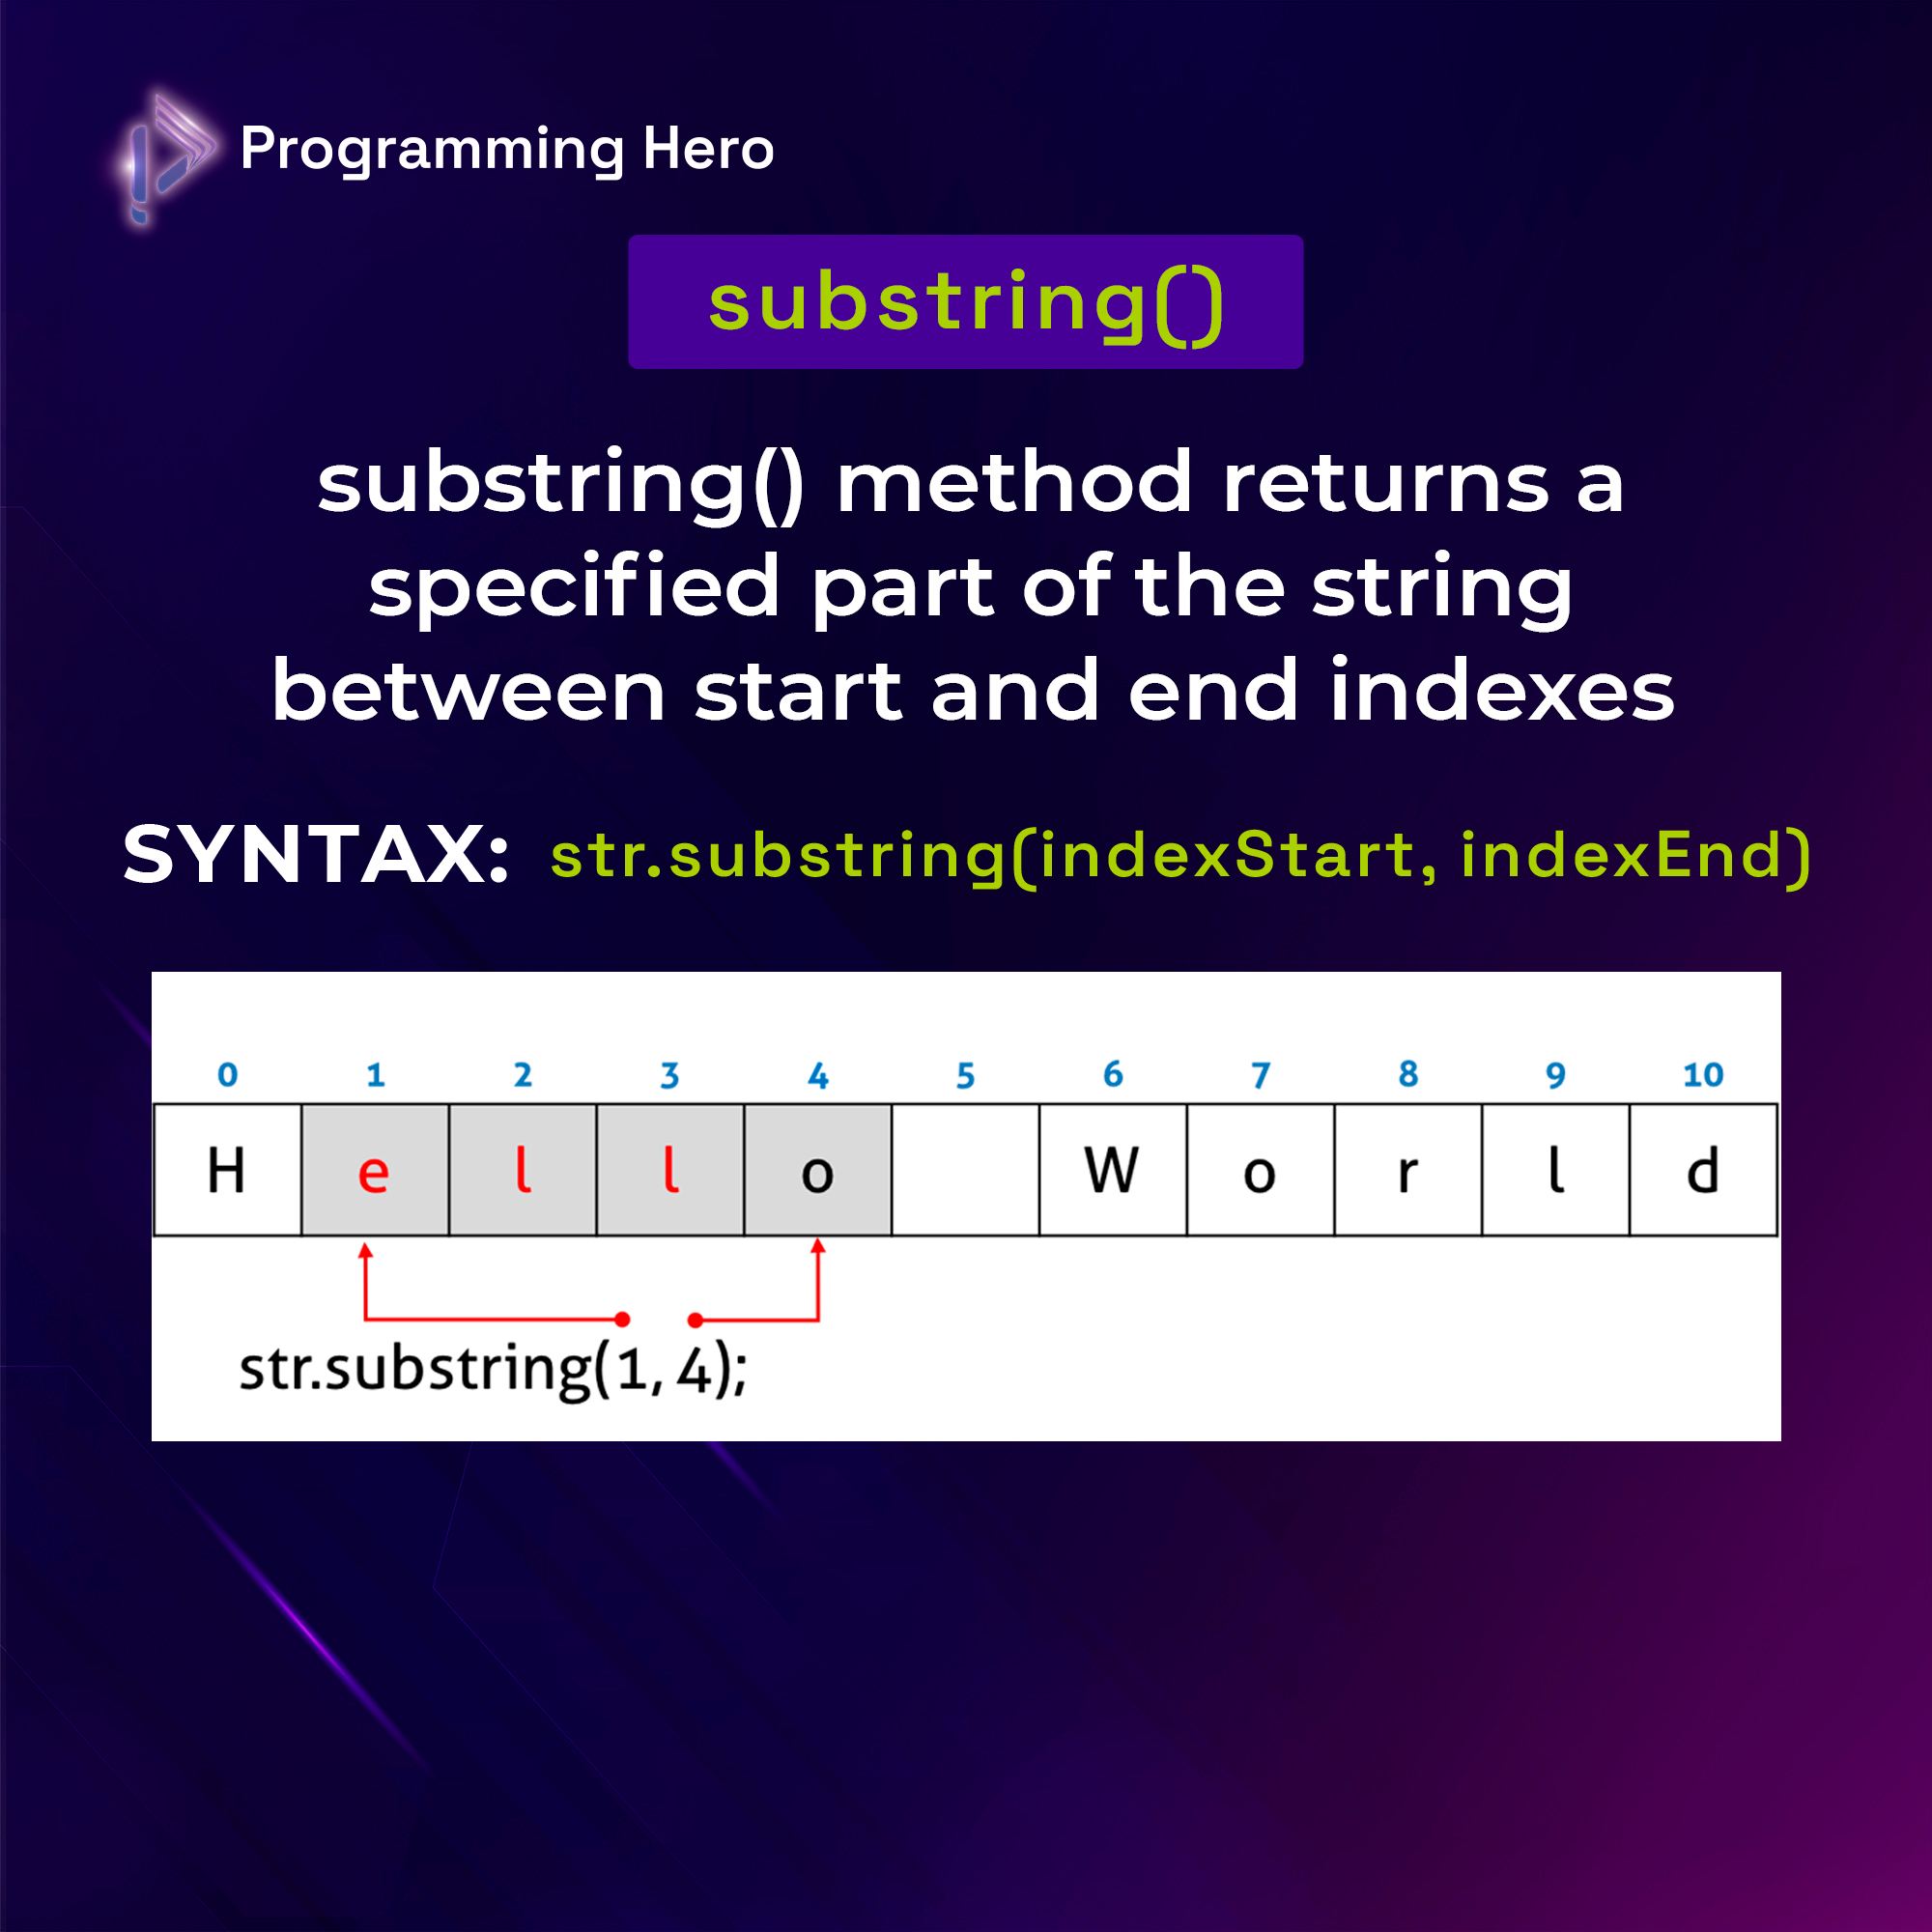 Programming Hero
substring()
substring() method returns a
specified part of the string
between start and end indexes
SYNTAX: str.substring(indexStart, indexEnd)
0 1 2 3 4 5 6 7 8 9 10
H e l l o W o r l d
str.substring(1, 4);